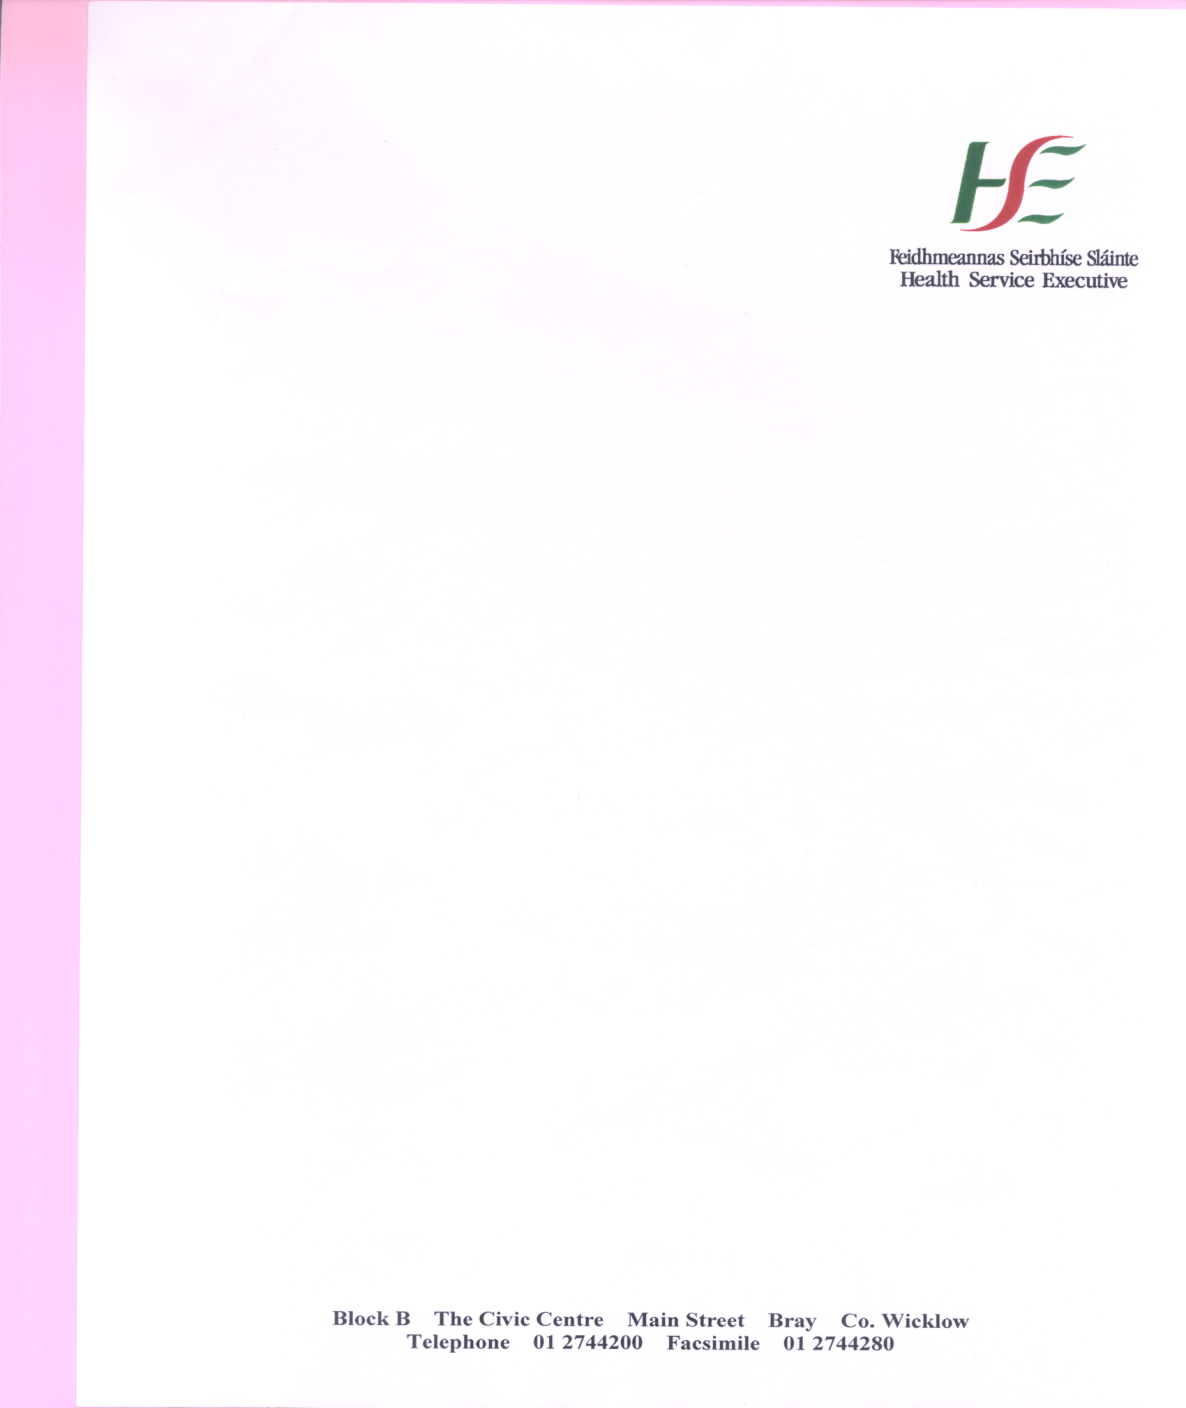 HSE
Feidhmeannas Seirbhíse Sláinte
Health Service Executive
Block B The Civic Centre Main Street Bray Co. Wicklow
Telephone 01 2744200 Facsimile 01 2744280